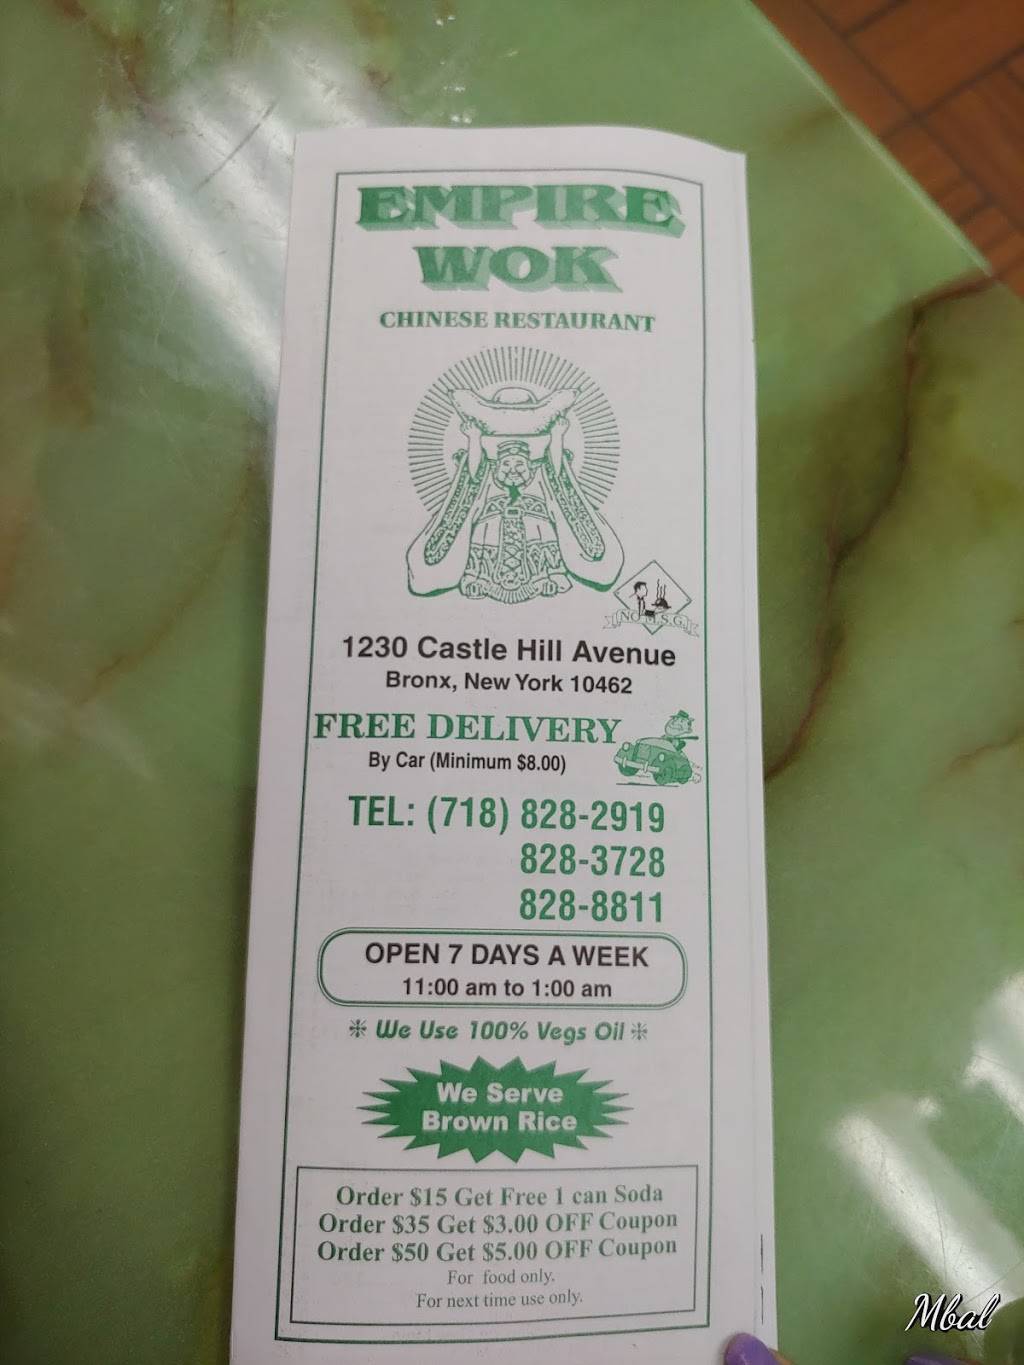 EMPIRE
WOK
CHINESE RESTAURANT
NO M.S.G.
1230 Castle Hill Avenue
Bronx, New York 10462
FREE DELIVERY
By Car (Minimum $8.00)
TEL: (718) 828-2919
828-3728
828-8811
OPEN 7 DAYS A WEEK
11:00 am to 1:00 am
We Use 100% Vegs Oil
We Serve
Brown Rice
Order $15 Get Free 1 can Soda
Order $35 Get $3.00 OFF Coupon
Order $50 Get $5.00 OFF Coupon
For food only.
For next time use only.
Mbal